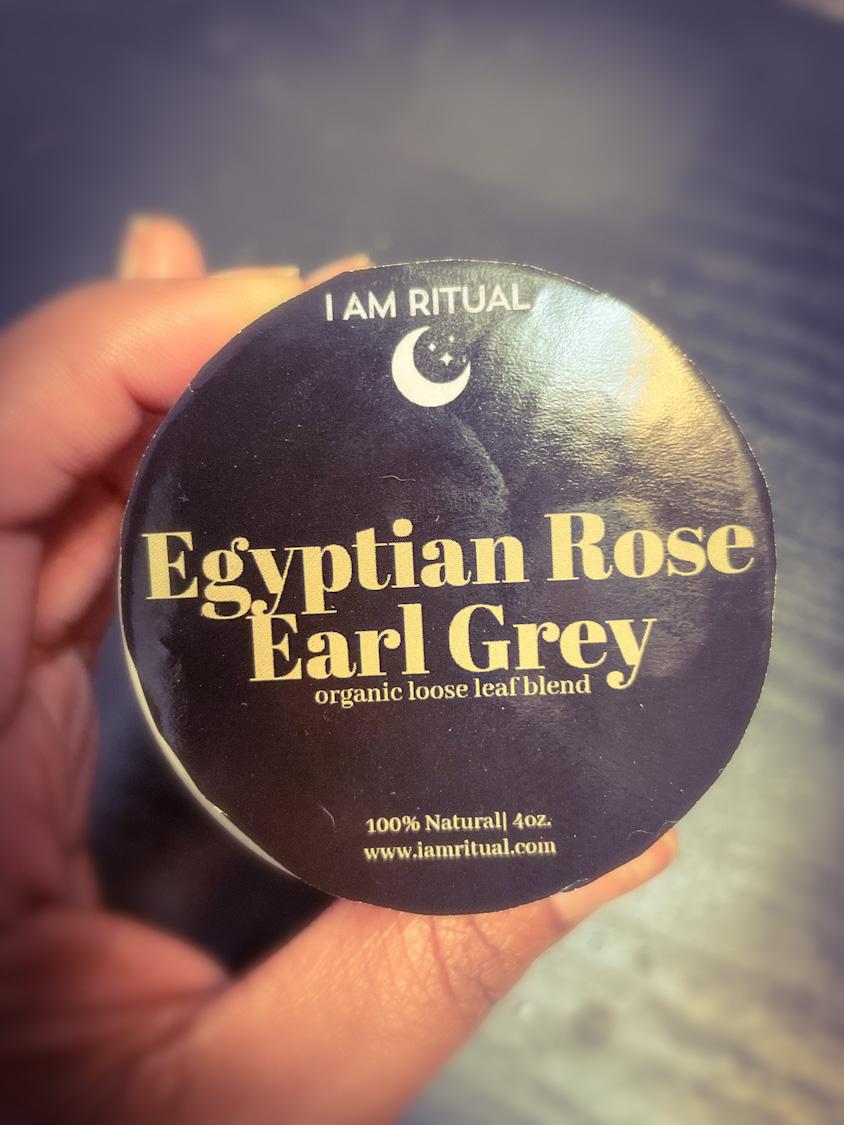 I AM RITUAL
Egyptian Rose
Earl Grey
organic loose leaf blend
100% Natural| 4oz.
www.iamritual.com